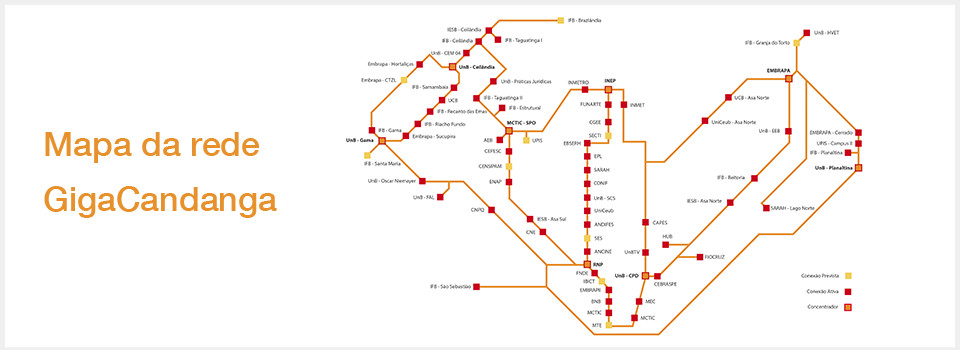 Mapa da rede
GigaCandanga
IFB - Brazlândia
IESB - Ceilândia
IFB - Ceilândia
IFB - Taguatinga I
UnB - CEM 04
Embrapa - Hortaliças
UnB - Ceilândia
Embrapa - CTZL
IFB - Samambaia
UnB - Práticas Jurídicas
UCB
IFB - Taguatinga II
IFB - Recanto das Emas
IFB - Estrutural
IFB - Riacho Fundo
MCTIC - SPO
IFB - Gama
Embrapa - Sucupira
UnB - Gama
AEB
UPIS
IFB - Santa Maria
CEPESC
CENSIPAM
UnB - Oscar Niemayer
ENAP
UnB - FAL
CNPQ
IESB - Asa Sul
CNE
IFB - São Sebastião
INMETRO
INEP
FUNARTE
INMET
OGEE
SECTI
EBSERH
EPL
SARAH
CONIF
UnB - SCS
UniCeub
ANDIFES
SES
ANCINE
RNP
FNDE
IBICT
EMBRAPII
BNB
MCTIC
MTE
MCTIC
MEC
UnB - CPD
CEBRASPE
UnBTV
CAPES
HUB
FIOCRUZ
UnB - HVET
IFB - Granja do Torto
EMBRAPA
UCB - Asa Norte
UniCeub - Asa Norte
UnB - EEB
EMBRAPA - Cerrado
UPIS - Campus II
IFB - Planaltina
UnB - Planaltina
IFB - Reitoria
IESB - Asa Norte
SARAH - Lago Norte
Conexão Prevista
Conexão Ativa
Concentrador